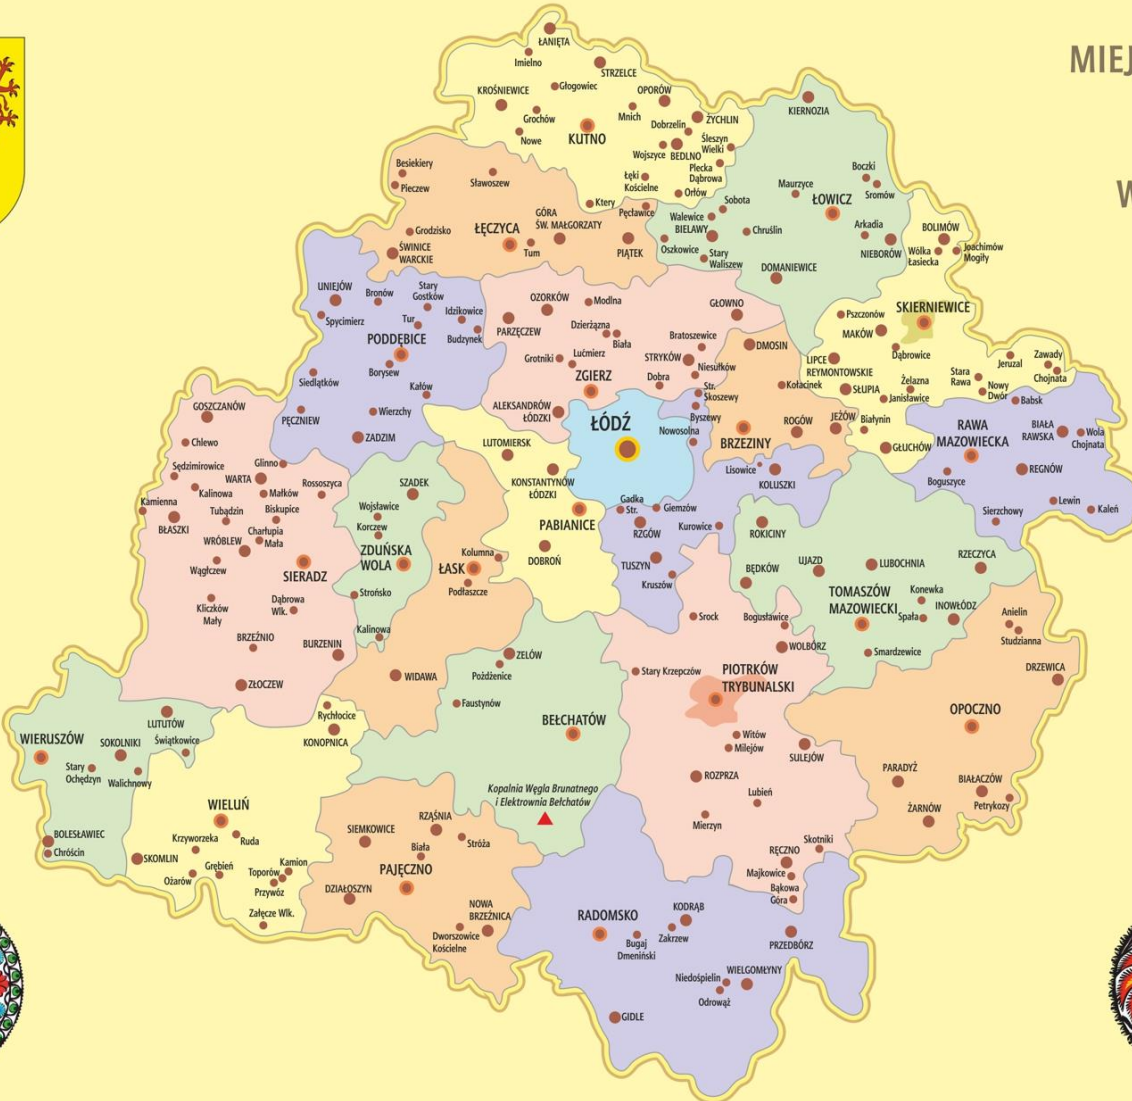 MIEJ
W
ŁANIĘTA
Imielno
STRZELCE
KROŚNIEWICE
Głogowiec
OPORÓW
Grochów
Mnich
Dobrzelin
ŻYCHLIN
Nowe
KUTNO
Śleszyn
Wielki
Wojszyce
BEDLNO
Plecka
Dąbrowa
Łęki
Kościelne
Orłów
Ktery
KIERNOZIA
Boczki
Maurzyce
Sromów
ŁOWICZ
Sobota
Walewice
BIELAWY
Chruślin
Arkadia
NIEBORÓW
Oszkowice
Stary
Waliszew
DOMANIEWICE
Besiekiery
Pieczew
Sławoszew
Pęcławice
GÓRA
ŚW. MAŁGORZATY
ŁĘCZYCA
Grodzisko
Tum
PIĄTEK
ŚWINICE
WARCKIE
BOLIMÓW
Wólka
Łasiecka
Joachimów
Mogiły
SKIERNIEWICE
Pszczonów
MAKÓW
Dąbrowice
LIPCE
REYMONTOWSKIE
Jeruzal
Zawady
Chojnata
Stara
Rawa
Nowy
Dwór
SŁUPIA
Żelazna
Janisławice
Białynin
GŁUCHÓW
UNIEJÓW
Bronów
Stary
Gostków
Spycimierz
Tur
Idzikowice
Budzynek
PODDĘBICE
Borysew
Siedlątków
Kałów
PĘCZNIEW
Wierzchy
ZADZIM
OZORKÓW
Modlna
GŁOWNO
PARZĘCZEW
Dzierżązna
Biała
Bratoszewice
Grotniki
Lućmierz
STRYKÓW
Niesułków
ZGIERZ
Dobra
ALEKSANDRÓW
ŁÓDZKI
ŁÓDŹ
DMOSIN
Kołacinek
BRZEZINY
ROGÓW
JEŻÓW
Str.
Skoszewy
Byszewy
Nowosolna
Lisowice
KOLUSZKI
Gadka
Str.
Giemzów
RZGÓW
Kurowice
TUSZYN
Kruszów
RAWA
MAZOWIECKA
Babsk
BIAŁA
RAWSKA
Wola
Chojnata
Boguszyce
REGNÓW
Lewin
Kaleń
Sierzchowy
LUTOMIERSK
KONSTANTYNÓW
ŁÓDZKI
PABIANICE
DOBROŃ
GOSZCZANÓW
Chlewo
Sędzimirowice
Glinno
WARTA
Rossoszyca
Kalinowa
Małków
Kamienna
Tubądzin
Biskupice
BŁASZKI
WRÓBLEW
Charłupia
Mała
Wągłczew
SIERADZ
Kliczków
Mały
Dąbrowa
Wlk.
BRZEŹNIO
BURZENIN
ZŁOCZEW
SZADEK
Wojsławice
Korczew
ZDUŃSKA
WOLA
Strońsko
Kalinowa
Kolumna
ŁASK
Podłaszcze
WIDAWA
ROKICINY
BĘDKÓW
UJAZD
LUBOCHNIA
RZECZYCA
TOMASZÓW
MAZOWIECKI
Konewka
Spała
INOWŁÓDZ
Smardzewice
Anielin
Studzianna
DRZEWICA
OPOCZNO
PARADYŻ
BIAŁACZÓW
Petrykozy
ŻARNÓW
Srock
Bogusławice
WOLBÓRZ
Stary Krzepczów
PIOTRKÓW
TRYBUNALSKI
Witów
Milejów
SULEJÓW
ROZPRZA
Lubień
Mierzyn
RĘCZNO
Skotniki
Majkowice
Bąkowa
Góra
ZELÓW
Pożdżenice
Faustynów
BEŁCHATÓW
Kopalnia Węgla Brunatnego
i Elektrownia Bełchatów
WIERUSZÓW
LUTUTÓW
SOKOLNIKI
Świątkowice
Stary
Ochędzyn
Walichnowy
BOLESŁAWIEC
Chróścin
Rychłocice
KONOPNICA
WIELUŃ
Krzyworzeka
Ruda
SKOMLIN
Ożarów
Grębień
Toporów
Kamion
Przywóz
Załęcze Wlk.
RZĄŚNIA
SIEMKOWICE
Stróża
Biała
PAJĘCZNO
DZIAŁOSZYN
NOWA
BRZEŹNICA
Dworszowice
Kościelne
RADOMSKO
KODRĄB
Zakrzew
Bugaj
Dmeniński
PRZEDBÓRZ
Niedośpielin
WIELGOMŁYNY
Odrowąż
GIDLE